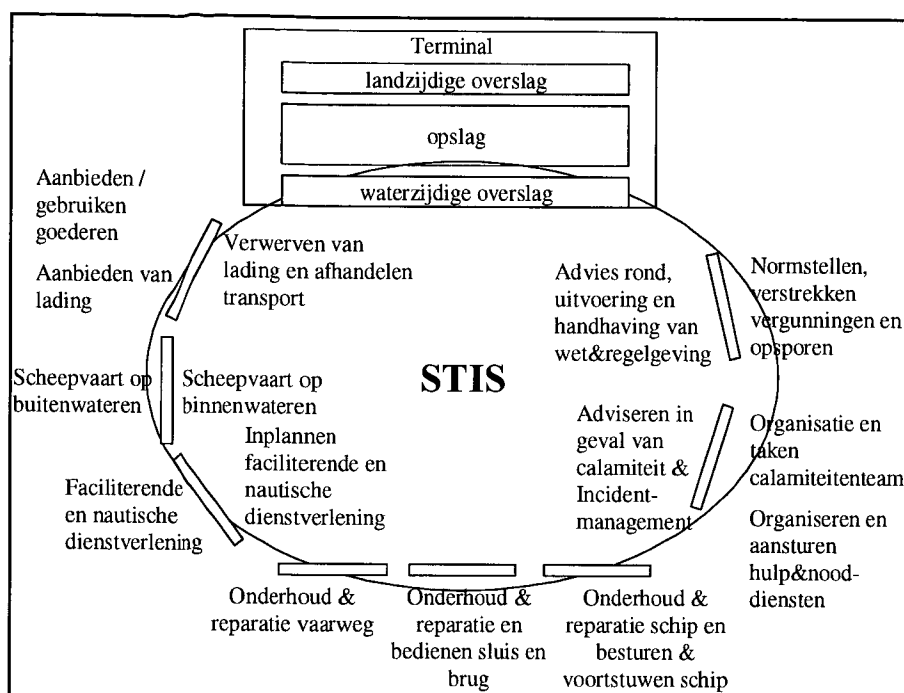 Terminal
landzijdige overslag
opslag
waterzijdige overslag
Aanbieden /
gebruiken
goederen
Aanbieden van
lading
Verwerven van
lading en afhandelen
transport
Advies rond,
uitvoering en
handhaving van
wet&regelgeving
Normstellen,
verstrekken
vergunningen en
opsporen
STIS
Scheepvaart op
buitenwateren
Scheepvaart op
binnenwateren
Inplannen
faciliterende en
nautische
dienstverlening
Faciliterende
en nautische
dienstverlening
Adviseren in
geval van
calamiteit &
Incident-
management
Organisatie en
taken
calamiteitenteam
Organiseren en
aansturen
hulp&nood-
diensten
Onderhoud &
reparatie vaarweg
Onderhoud &
reparatie en
bedienen sluis en
brug
Onderhoud &
reparatie schip en
besturen &
voortstuwen schip